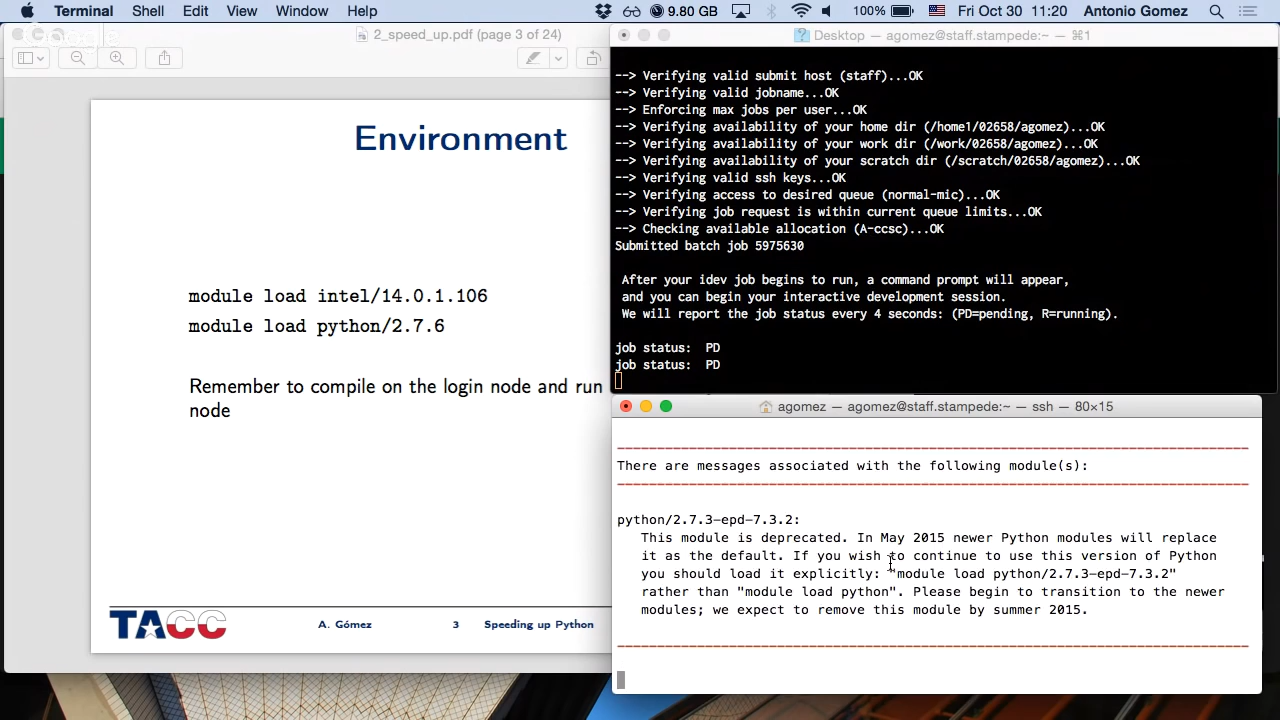 Terminal Shell Edit View Window Help 9.80 GB 100% Fri Oct 30 11:20 Antonio Gomez
Google
2_speed_up.pdf (page 3 of 24)
Environment
module load intel/14.0.1.106
module load python/2.7.6
Remember to compile on the login node and run
node
TACC A. Gómez 3 Speeding up Python
Desktop — agomez@staff.stampede:~ — ⌘1
--> Verifying valid submit host (staff)...OK
--> Verifying valid jobname...OK
--> Enforcing max jobs per user...OK
--> Verifying availability of your home dir (/home1/02658/agomez)...OK
--> Verifying availability of your work dir (/work/02658/agomez)...OK
--> Verifying availability of your scratch dir (/scratch/02658/agomez)...OK
--> Verifying valid ssh keys...OK
--> Verifying access to desired queue (normal-mic)...OK
--> Verifying job request is within current queue limits...OK
--> Checking available allocation (A-ccsc)...OK
Submitted batch job 5975630
After your idev job begins to run, a command prompt will appear,
and you can begin your interactive development session.
We will report the job status every 4 seconds: (PD=pending, R=running).
job status: PD
job status: PD
agomez — agomez@staff.stampede:~ — ssh — 80×15
There are messages associated with the following module(s):
python/2.7.3-epd-7.3.2:
This module is deprecated. In May 2015 newer Python modules will replace
it as the default. If you wish to continue to use this version of Python
you should load it explicitly: "module load python/2.7.3-epd-7.3.2"
rather than "module load python". Please begin to transition to the newer
modules; we expect to remove this module by summer 2015.